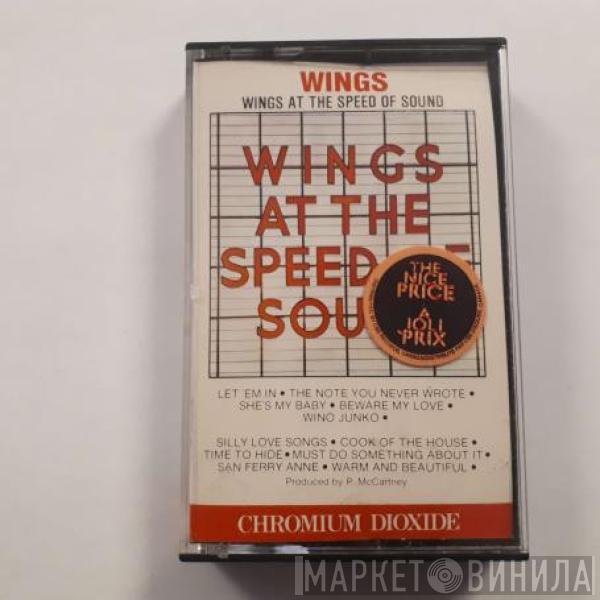 WINGS
WINGS AT THE SPEED OF SOUND
WINGS
AT THE
SPEED
SOU
THE
NICE
PRICE
A
JOLI
PRIX
LET 'EM IN • THE NOTE YOU NEVER WROTE •
SHE'S MY BABY • BEWARE MY LOVE •
WINO JUNKO •
SILLY LOVE SONGS • COOK OF THE HOUSE •
TIME TO HIDE • MUST DO SOMETHING ABOUT IT •
SAN FERRY ANNE • WARM AND BEAUTIFUL •
Produced by P. McCartney
CHROMIUM DIOXIDE
МАРКЕТ ВИНИЛА